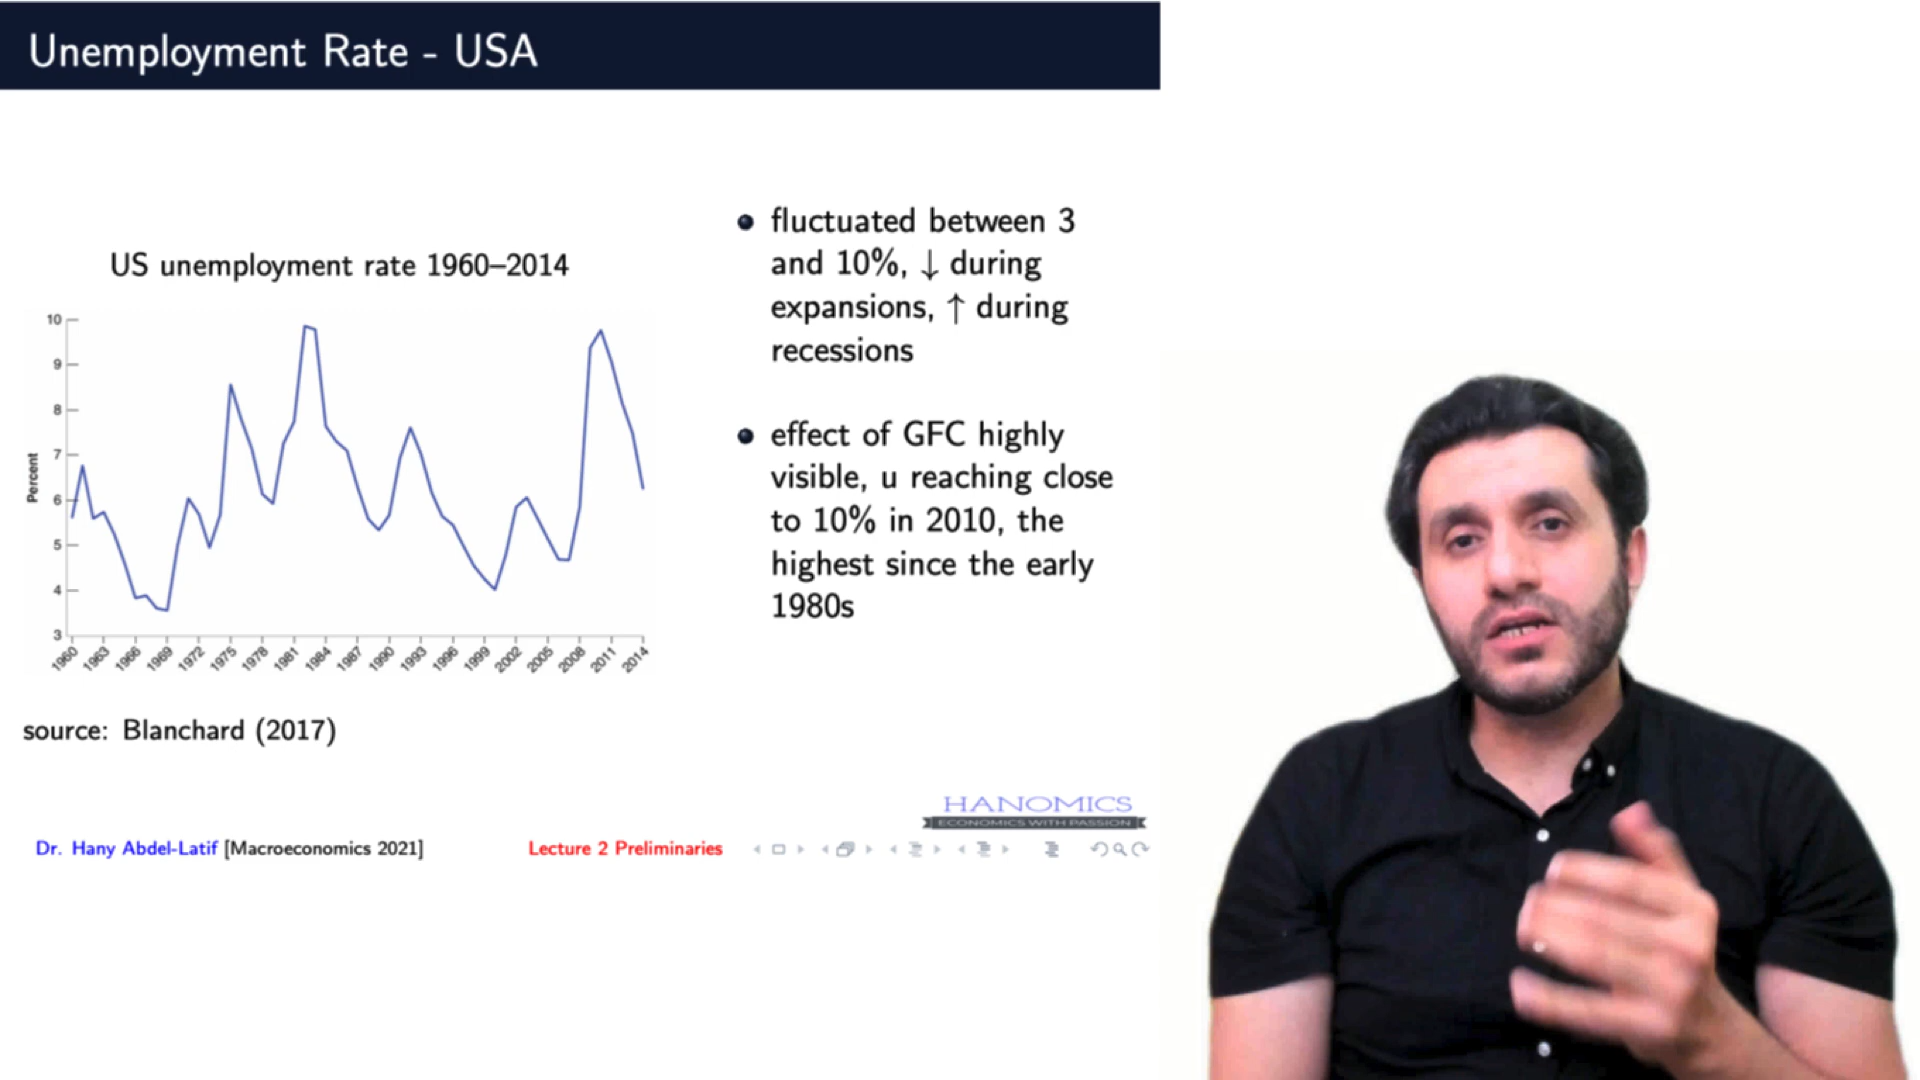 Unemployment Rate - USA
US unemployment rate 1960–2014
10
9
8
7
6
5
4
3
Percent
1960 1963 1966 1969 1972 1975 1978 1981 1984 1987 1990 1993 1996 1999 2002 2005 2008 2011 2014
source: Blanchard (2017)
fluctuated between 3
and 10%, ↓ during
expansions, ↑ during
recessions
effect of GFC highly
visible, u reaching close
to 10% in 2010, the
highest since the early
1980s
HANOMICS
ECONOMICS WITH PASSION
Dr. Hany Abdel-Latif [Macroeconomics 2021] Lecture 2 Preliminaries